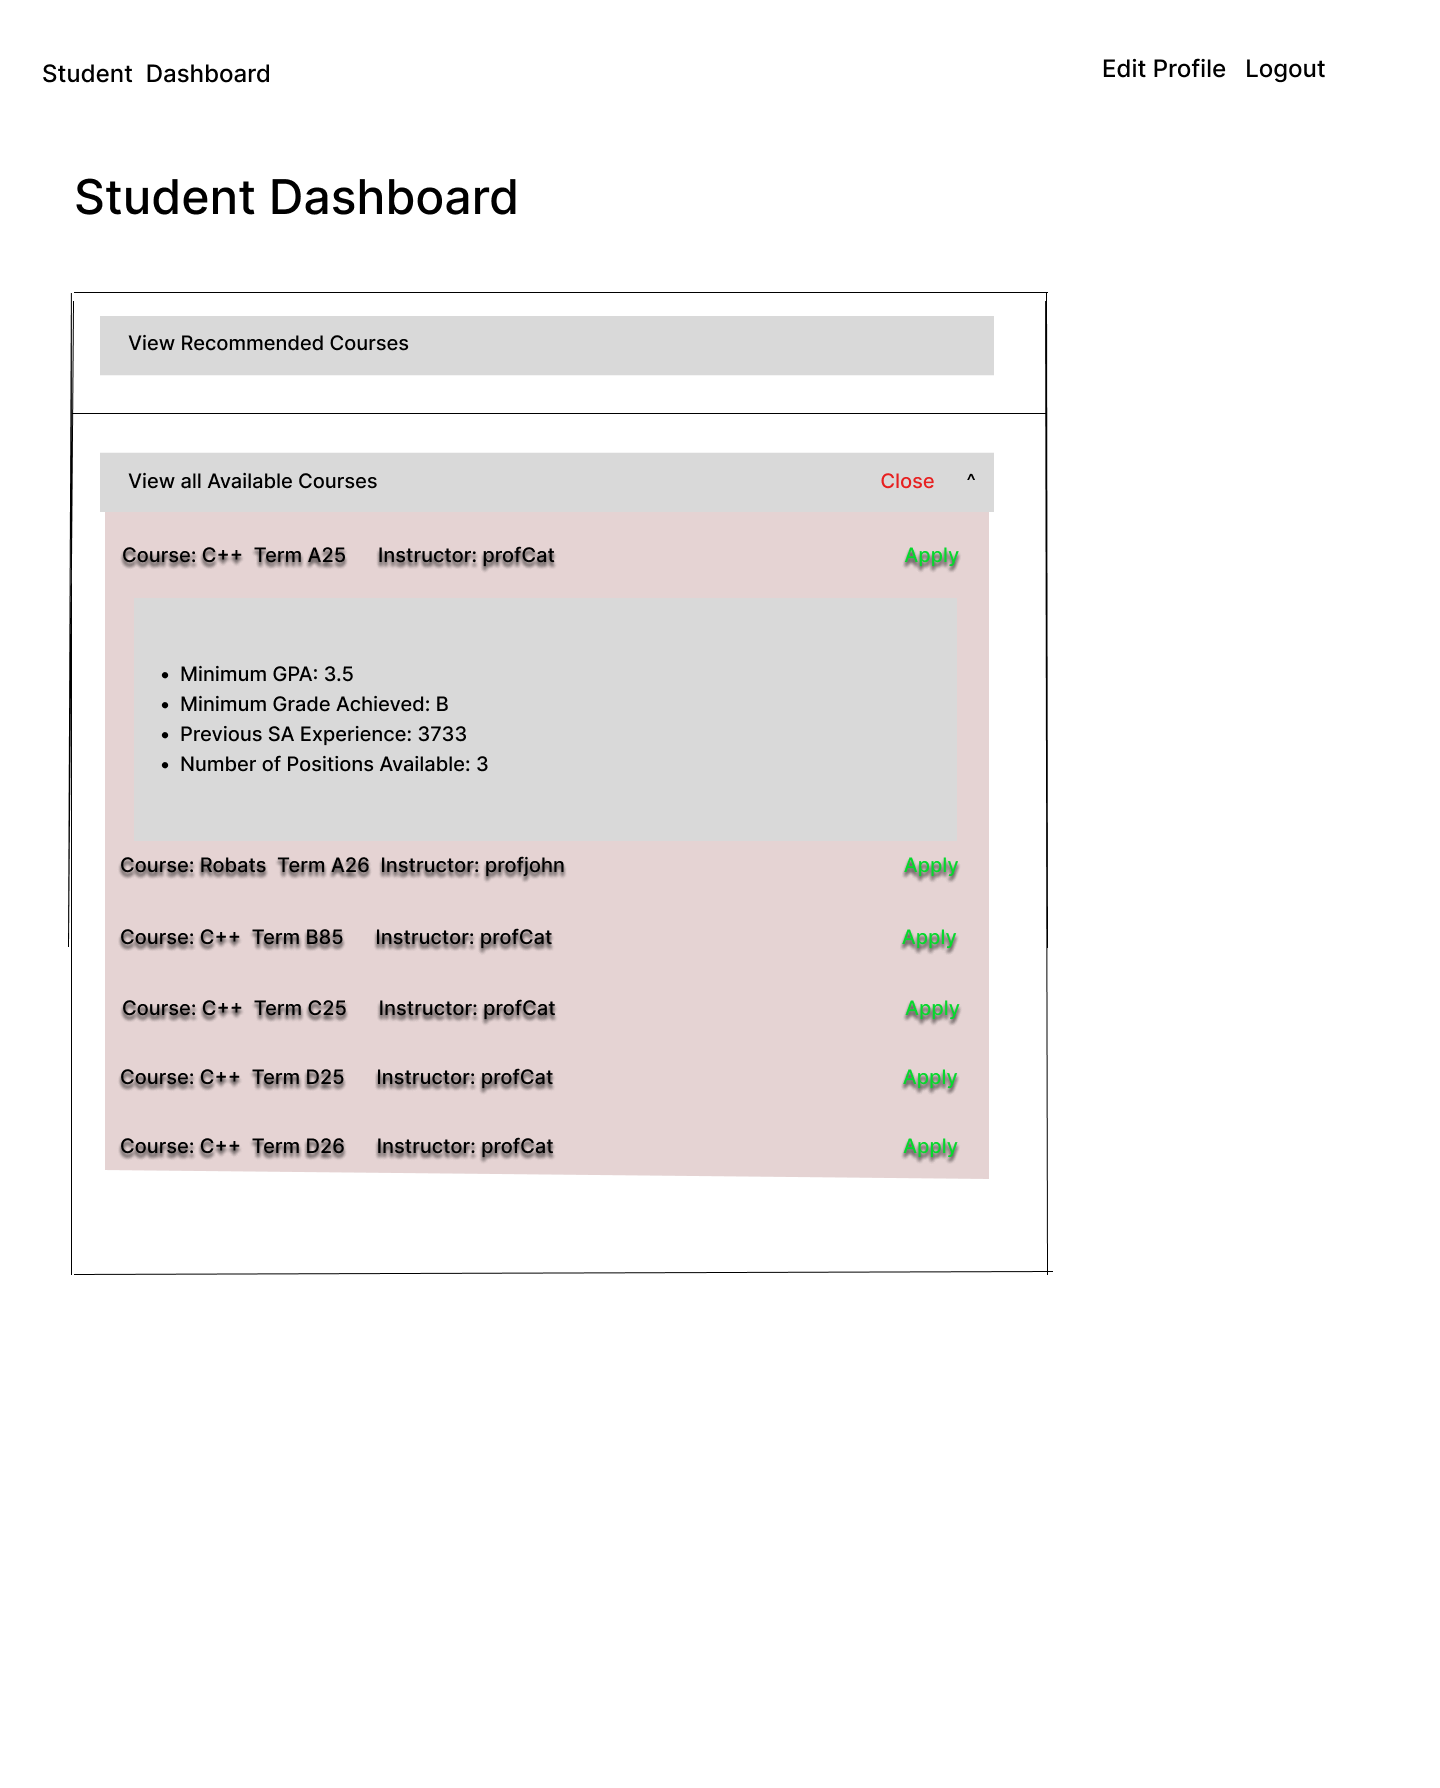 Student Dashboard Edit Profile Logout
Student Dashboard
View Recommended Courses
View all Available Courses Close ^
Course: C++ Term A25 Instructor: profCat Apply
• Minimum GPA: 3.5
• Minimum Grade Achieved: B
• Previous SA Experience: 3733
• Number of Positions Available: 3
Course: Robats Term A26 Instructor: profjohn Apply
Course: C++ Term B85 Instructor: profCat Apply
Course: C++ Term C25 Instructor: profCat Apply
Course: C++ Term D25 Instructor: profCat Apply
Course: C++ Term D26 Instructor: profCat Apply